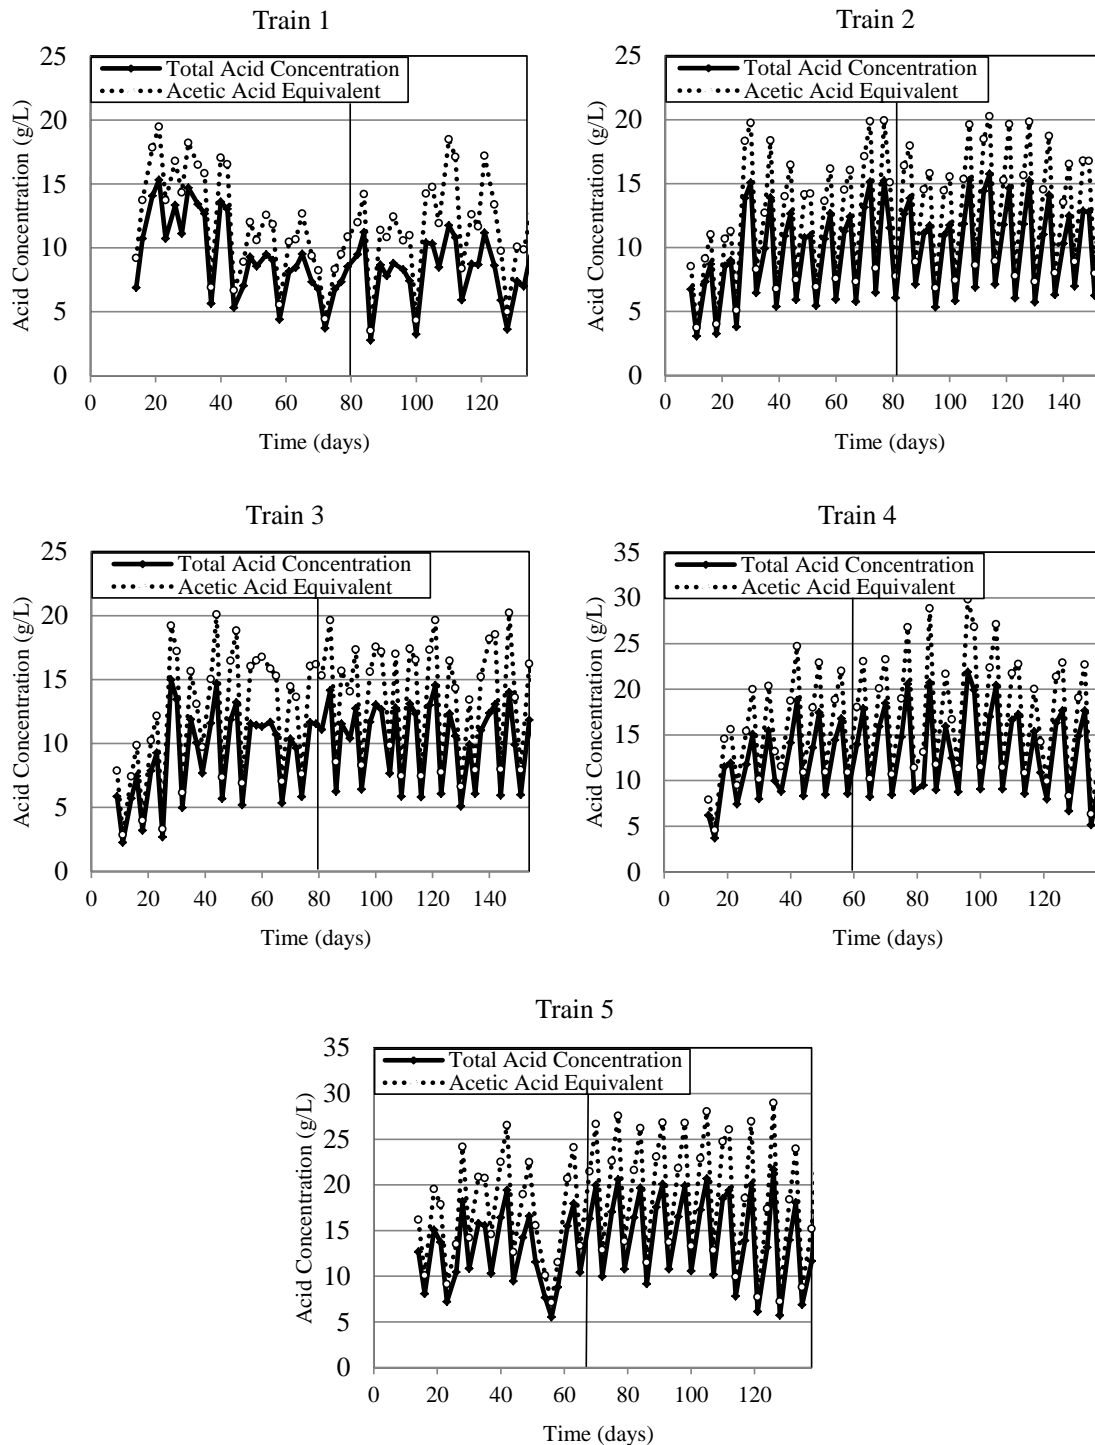 Train 1
25
20
15
10
5
0
Total Acid Concentration
Acetic Acid Equivalent
Acid Concentration (g/L)
0 20 40 60 80 100 120
Time (days)
Train 2
25
20
15
10
5
0
Total Acid Concentration
Acetic Acid Equivalent
Acid Concentration (g/L)
0 20 40 60 80 100 120 140
Time (days)
Train 3
25
20
15
10
5
0
Total Acid Concentration
Acetic Acid Equivalent
Acid Concentration (g/L)
0 20 40 60 80 100 120 140
Time (days)
Train 4
35
30
25
20
15
10
5
0
Total Acid Concentration
Acetic Acid Equivalent
Acid Concentration (g/L)
0 20 40 60 80 100 120
Time (days)
Train 5
35
30
25
20
15
10
5
0
Total Acid Concentration
Acetic Acid Equivalent
Acid Concentration (g/L)
0 20 40 60 80 100 120
Time (days)